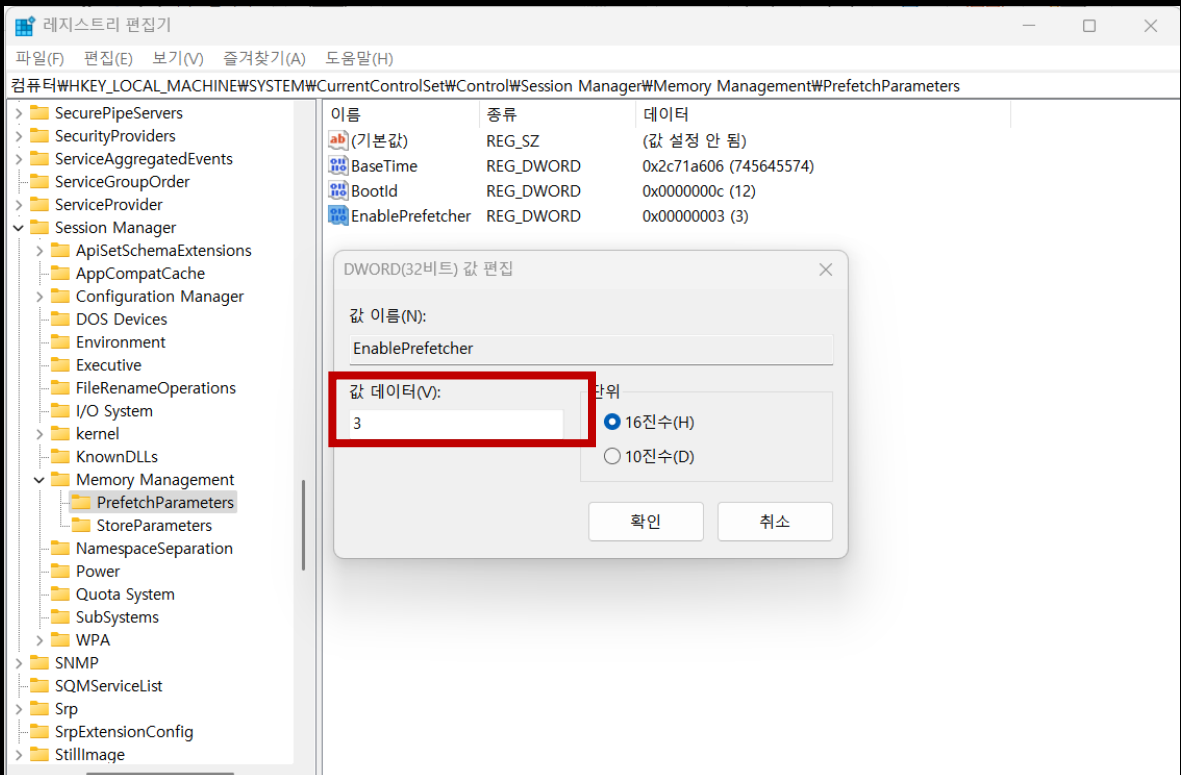 레지스트리 편집기
파일(F) 편집(E) 보기(V) 즐겨찾기(A) 도움말(H)
컴퓨터₩HKEY_LOCAL_MACHINE₩SYSTEM₩CurrentControlSet₩Control₩Session Manager₩Memory Management₩PrefetchParameters
SecurePipeServers
SecurityProviders
ServiceAggregatedEvents
ServiceGroupOrder
ServiceProvider
Session Manager
ApiSetSchemaExtensions
AppCompatCache
Configuration Manager
DOS Devices
Environment
Executive
FileRenameOperations
I/O System
kernel
KnownDLLs
Memory Management
PrefetchParameters
StoreParameters
NamespaceSeparation
Power
Quota System
SubSystems
WPA
SNMP
SQMServiceList
Srp
SrpExtensionConfig
StillImage
이름 종류 데이터
(기본값) REG_SZ (값 설정 안 됨)
BaseTime REG_DWORD 0x2c71a606 (745645574)
BootId REG_DWORD 0x0000000c (12)
EnablePrefetcher REG_DWORD 0x00000003 (3)
DWORD(32비트) 값 편집
값 이름(N):
EnablePrefetcher
값 데이터(V):
3
단위
16진수(H)
10진수(D)
확인 취소